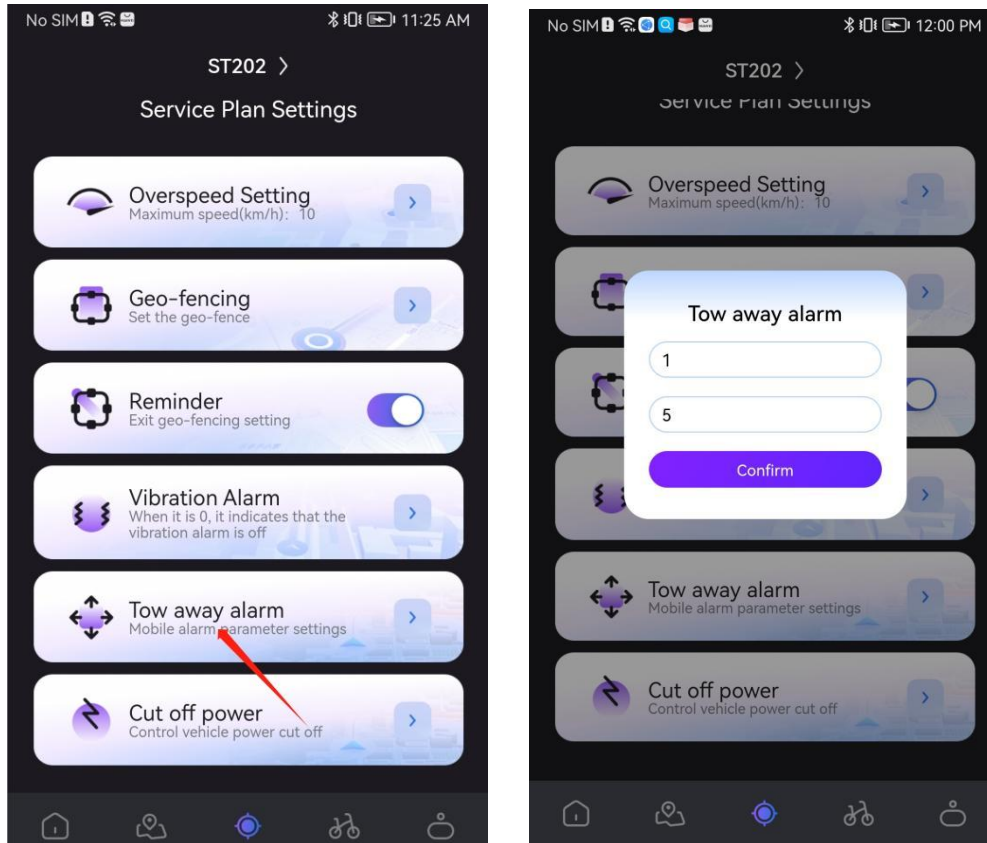 No SIM 11:25 AM
ST202
Service Plan Settings
Overspeed Setting
Maximum speed(km/h): 10
Geo-fencing
Set the geo-fence
Reminder
Exit geo-fencing setting
Vibration Alarm
When it is 0, it indicates that the
vibration alarm is off
Tow away alarm
Mobile alarm parameter settings
Cut off power
Control vehicle power cut off
No SIM 12:00 PM
ST202
Service Plan Settings
Overspeed Setting
Maximum speed(km/h): 10
Tow away alarm
1
5
Confirm
Tow away alarm
Mobile alarm parameter settings
Cut off power
Control vehicle power cut off